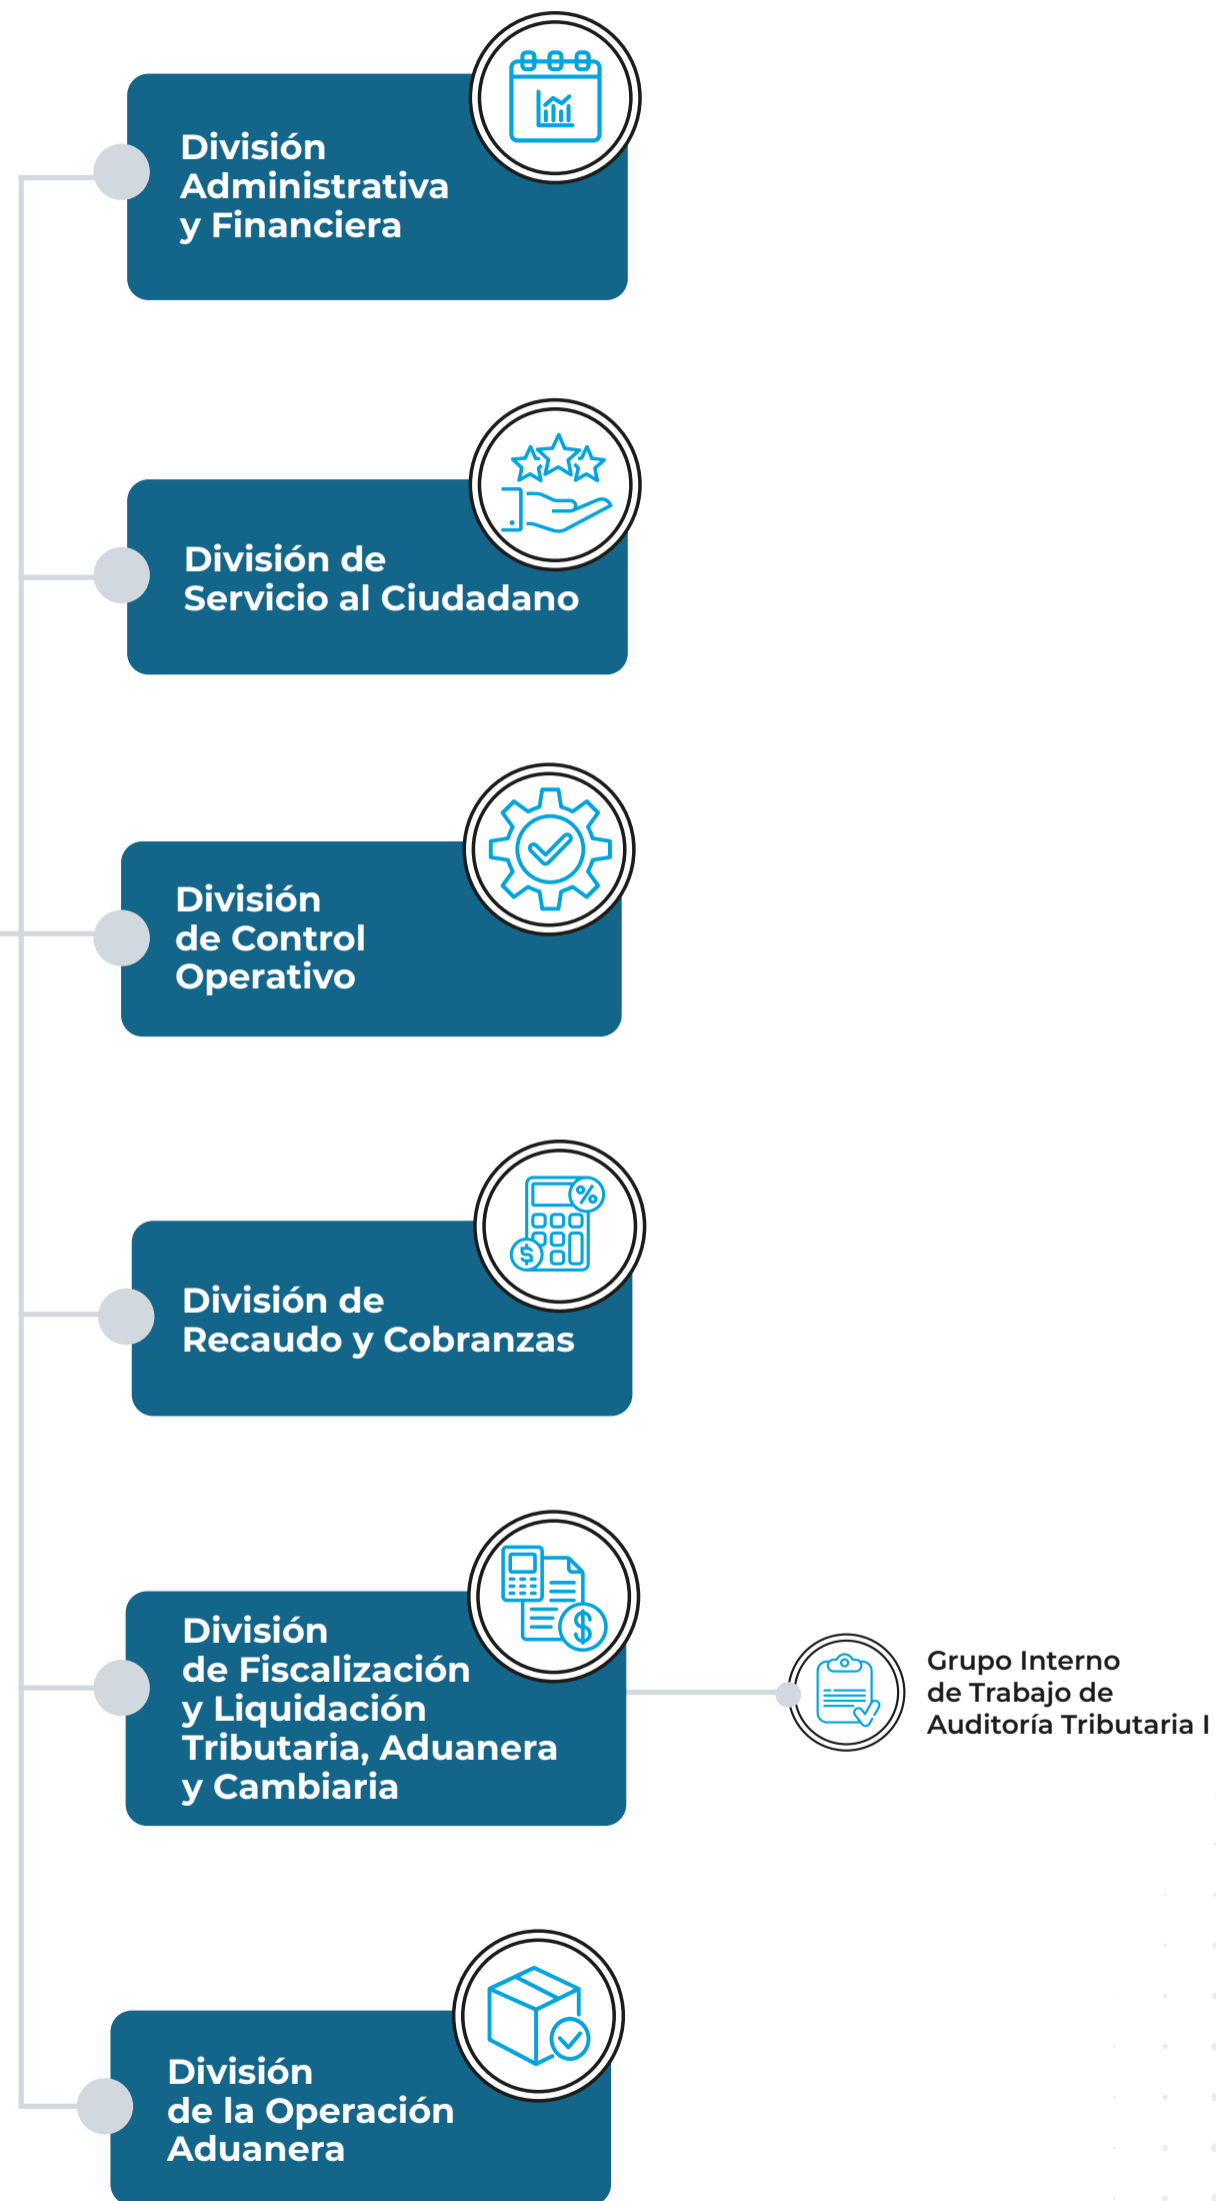 División
Administrativa
y Financiera
División de
Servicio al Ciudadano
División
de Control
Operativo
%
$
División de
Recaudo y Cobranzas
$
División
de Fiscalización
y Liquidación
Tributaria, Aduanera
y Cambiaria
Grupo Interno
de Trabajo de
Auditoría Tributaria I
División
de la Operación
Aduanera